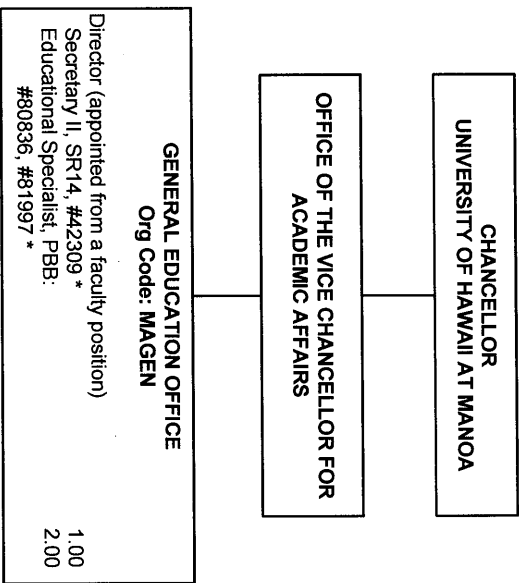 CHANCELLOR
UNIVERSITY OF HAWAII AT MANOA
OFFICE OF THE VICE CHANCELLOR FOR
ACADEMIC AFFAIRS
GENERAL EDUCATION OFFICE
Org Code: MAGEN
Director (appointed from a faculty position)
Secretary II, SR14, #42309 * 1.00
Educational Specialist, PBB: 2.00
#80836, #81997 *